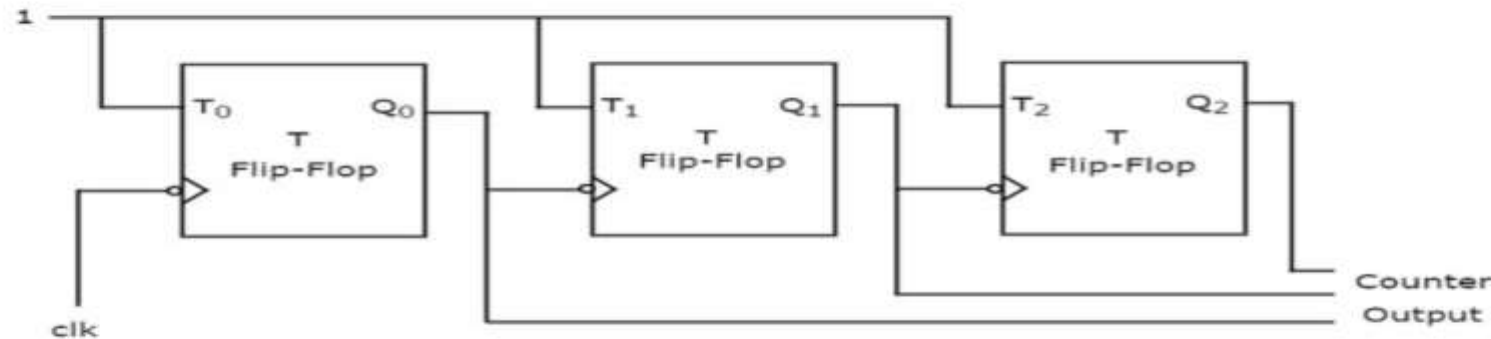 1
T₀ Q₀
T
Flip-Flop
T₁ Q₁
T
Flip-Flop
T₂ Q₂
T
Flip-Flop
clk
Counter
Output